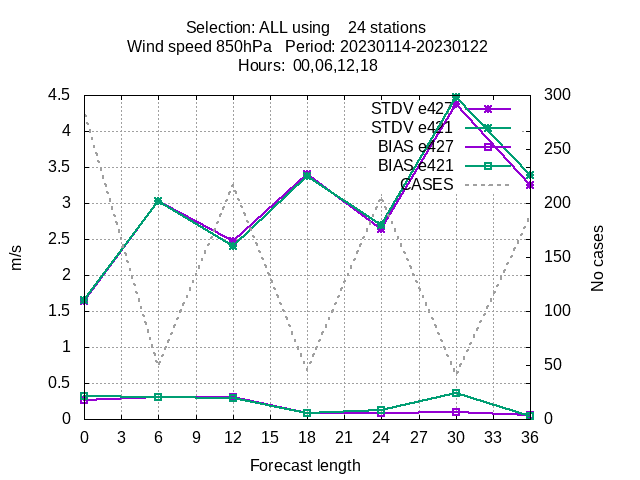 Selection: ALL using 24 stations
Wind speed 850hPa Period: 20230114-20230122
Hours: 00,06,12,18
4.5
4
3.5
3
2.5
2
1.5
1
0.5
0
m/s
STDV e427
STDV e421
BIAS e427
BIAS e421
CASES
300
250
200
150
100
50
0
No cases
0 3 6 9 12 15 18 21 24 27 30 33 36
Forecast length